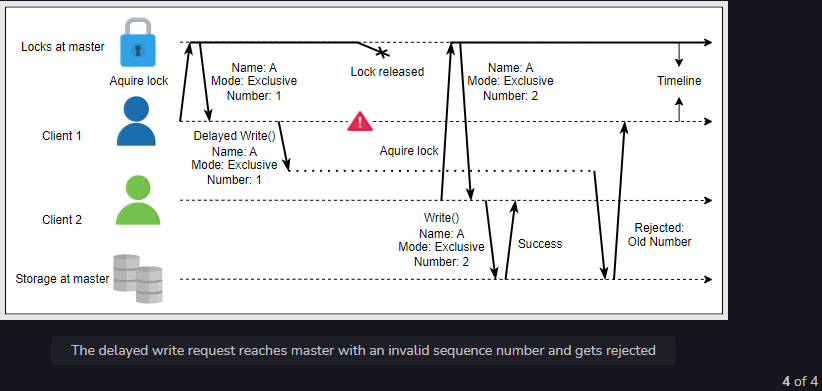 Locks at master
Aquire lock
Name: A
Mode: Exclusive
Number: 1
Lock released
Name: A
Mode: Exclusive
Number: 2
Timeline
Client 1
Delayed Write()
Name: A
Mode: Exclusive
Number: 1
Aquire lock
Client 2
Write()
Name: A
Mode: Exclusive
Number: 2
Success
Rejected:
Old Number
Storage at master
The delayed write request reaches master with an invalid sequence number and gets rejected
4 of 4